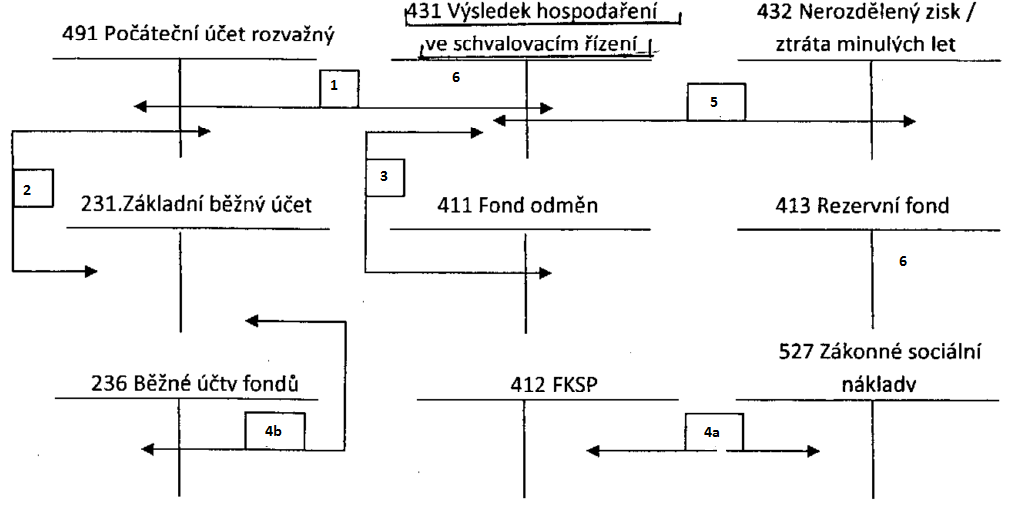 491 Počáteční účet rozvažný
431 Výsledek hospodaření
ve schvalovacím řízení
432 Nerozdělený zisk /
ztráta minulých let
1
6
5
2
3
231.Základní běžný účet
411 Fond odměn
413 Rezervní fond
6
236 Běžné účtv fondů
412 FKSP
527 Zákonné sociální
nákladv
4b
4a